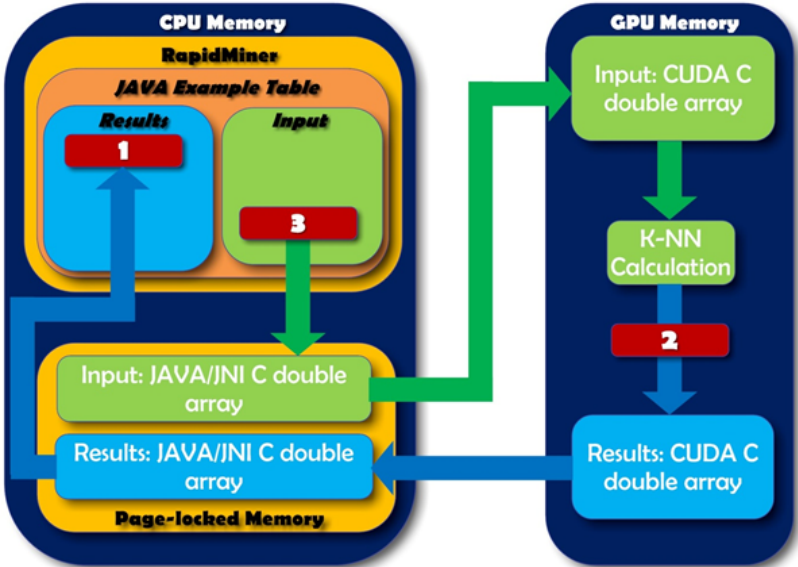 CPU Memory
RapidMiner
JAVA Example Table
Results
1
Input
3
Input: JAVA/JNI C double
array
Results: JAVA/JNI C double
array
Page-locked Memory
GPU Memory
Input: CUDA C
double array
K-NN
Calculation
2
Results: CUDA C
double array